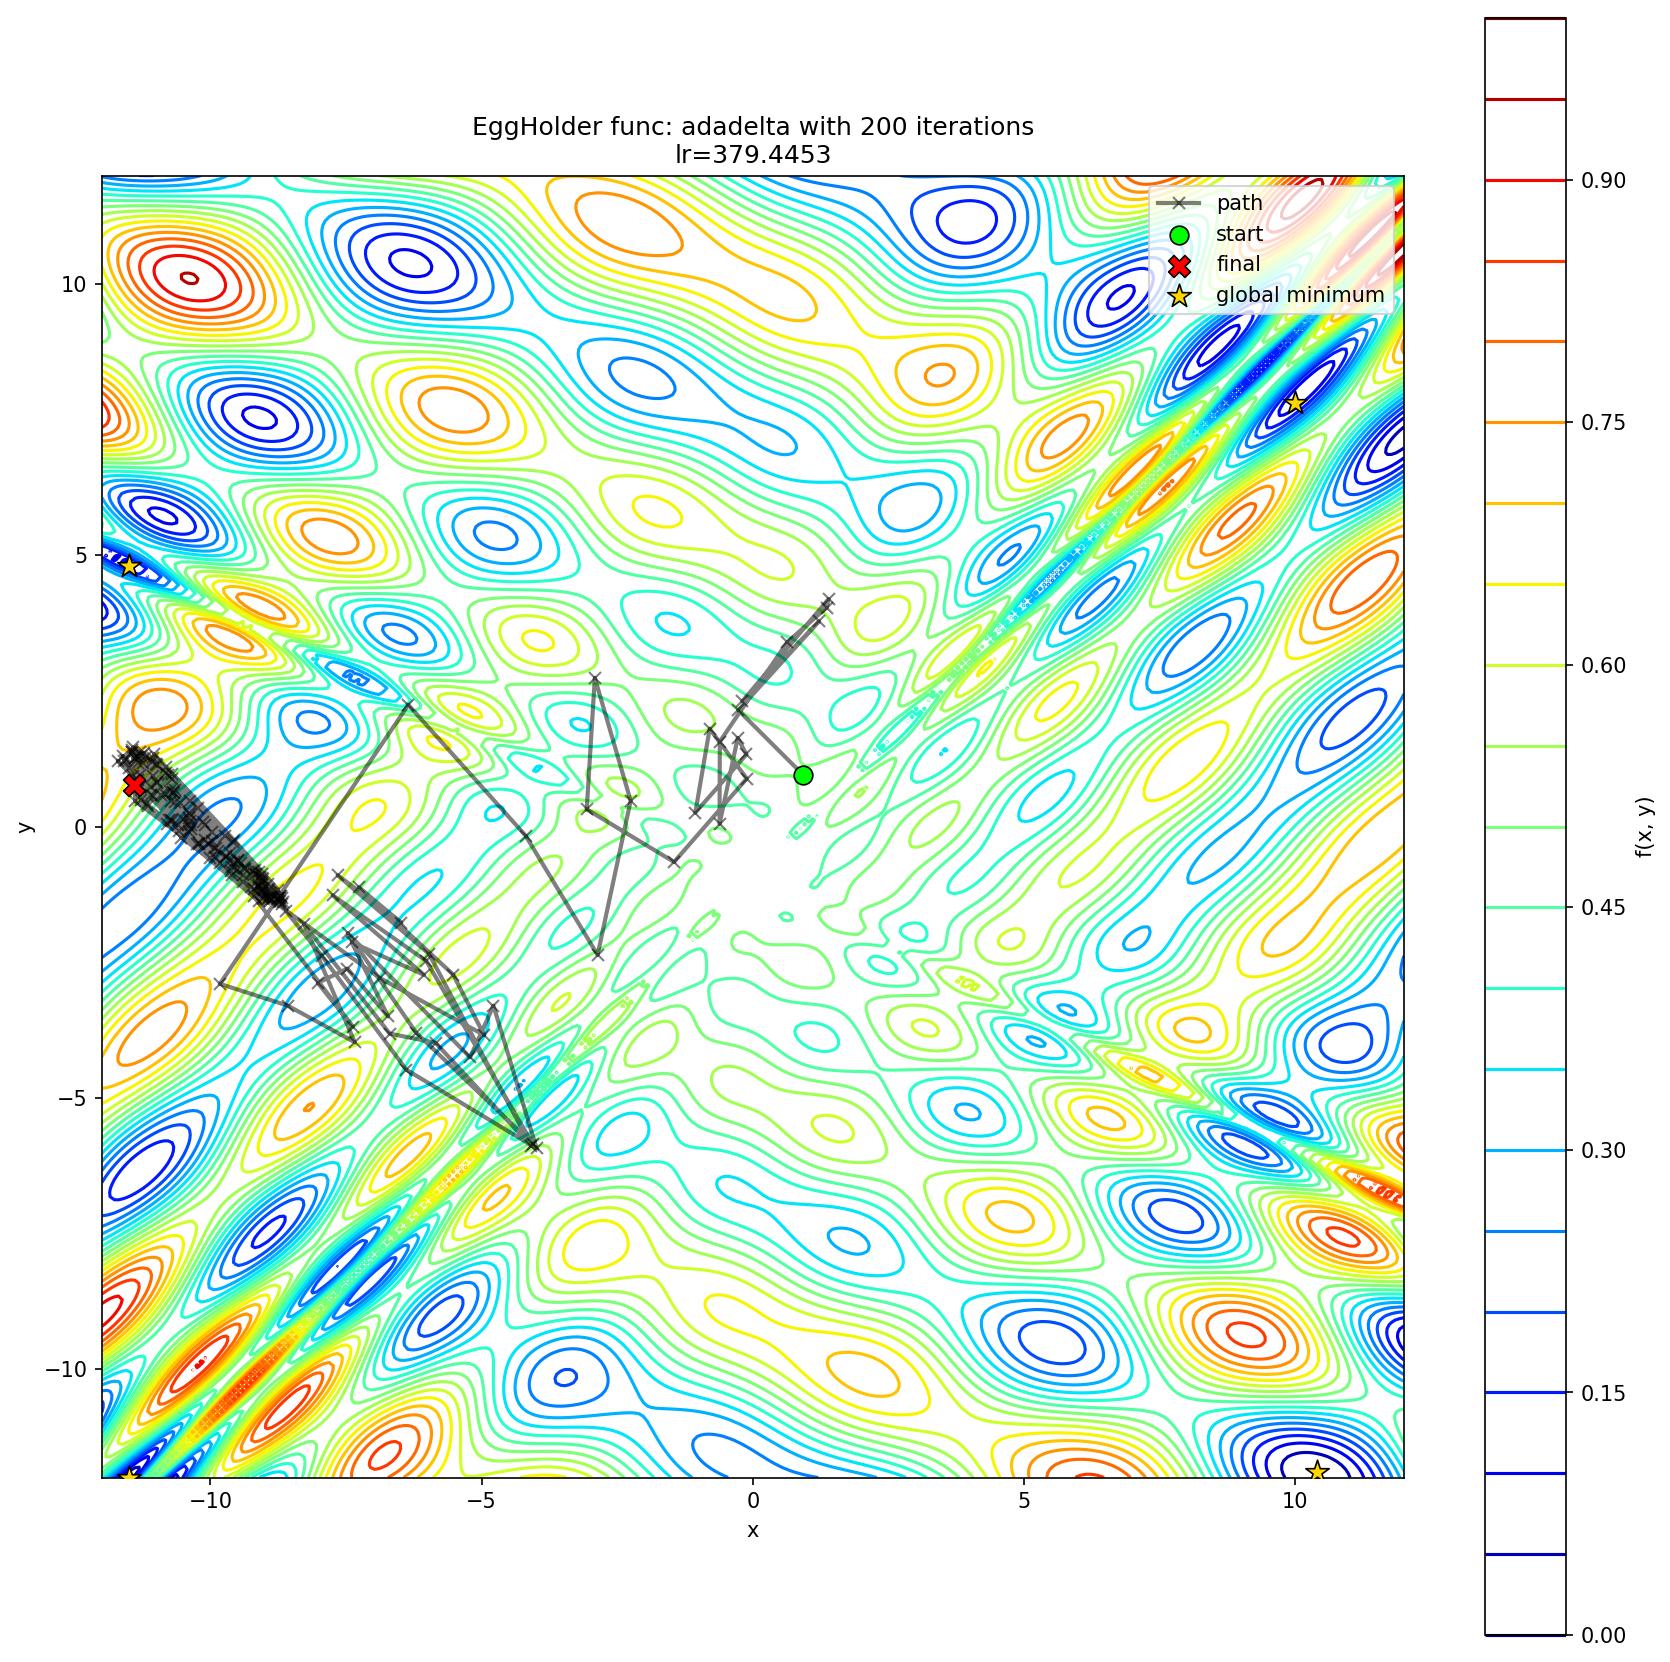 EggHolder func: adadelta with 200 iterations
lr=379.4453
path
start
final
global minimum
10
5
0
−5
−10
y
−10
−5
0
5
10
x
0.90
0.75
0.60
0.45
0.30
0.15
0.00
f(x, y)